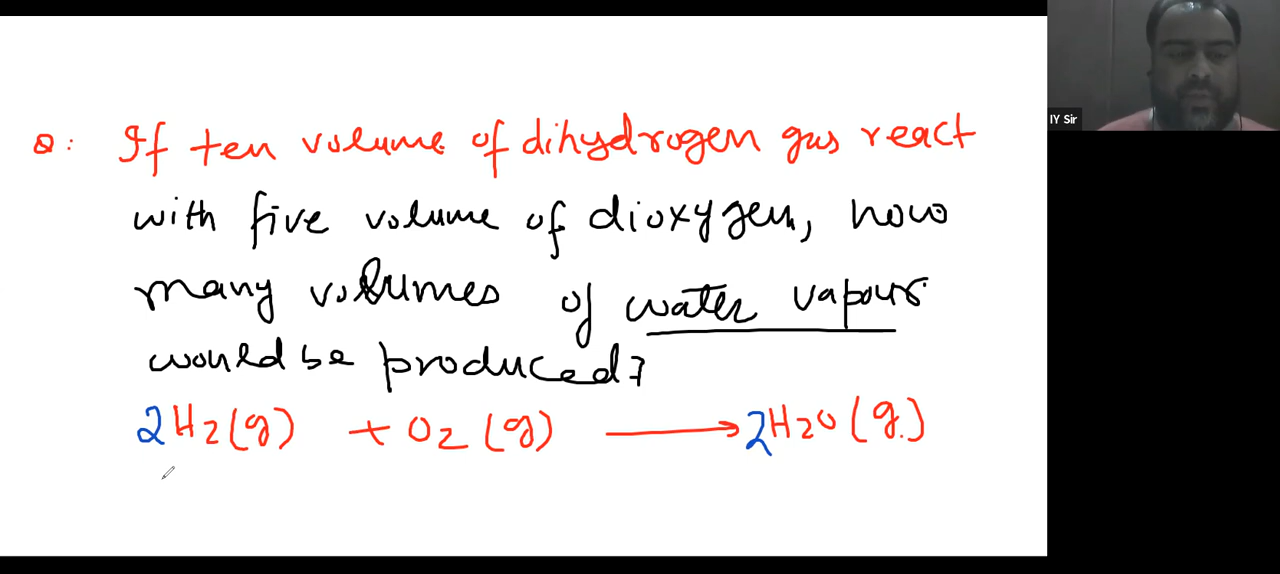 Q: If ten volume of dihydrogen gas react
with five volume of dioxygen, how
many volumes of water vapour
would be produced?
2H2(g) + O2 (g) → 2H2O (g)
IY Sir